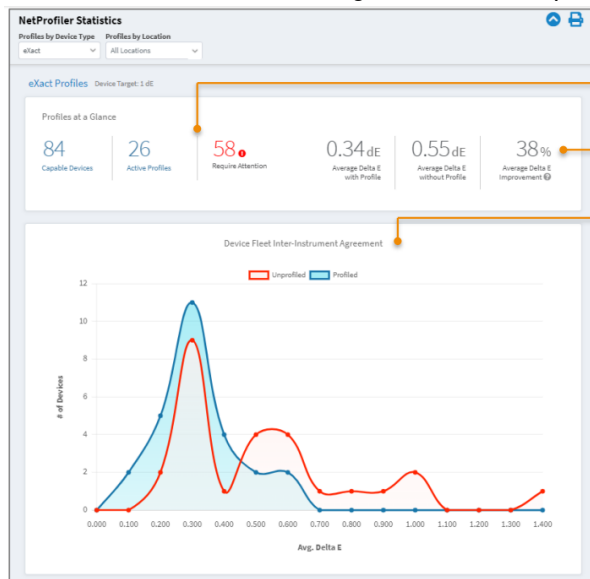 NetProfiler Statistics
Profiles by Device Type Profiles by Location
eXact All Locations
eXact Profiles Device Target: 1 dE
Profiles at a Glance
84 26 58 0.34 dE 0.55 dE 38 %
Capable Devices Active Profiles Require Attention Average Delta E with Profile Average Delta E without Profile Average Delta E Improvement
Device Fleet Inter-Instrument Agreement
Unprofiled Profiled
12
10
8
6
4
2
0
# of Devices
0.000 0.100 0.200 0.300 0.400 0.500 0.600 0.700 0.800 0.900 1.000 1.100 1.200 1.300 1.400
Avg. Delta E